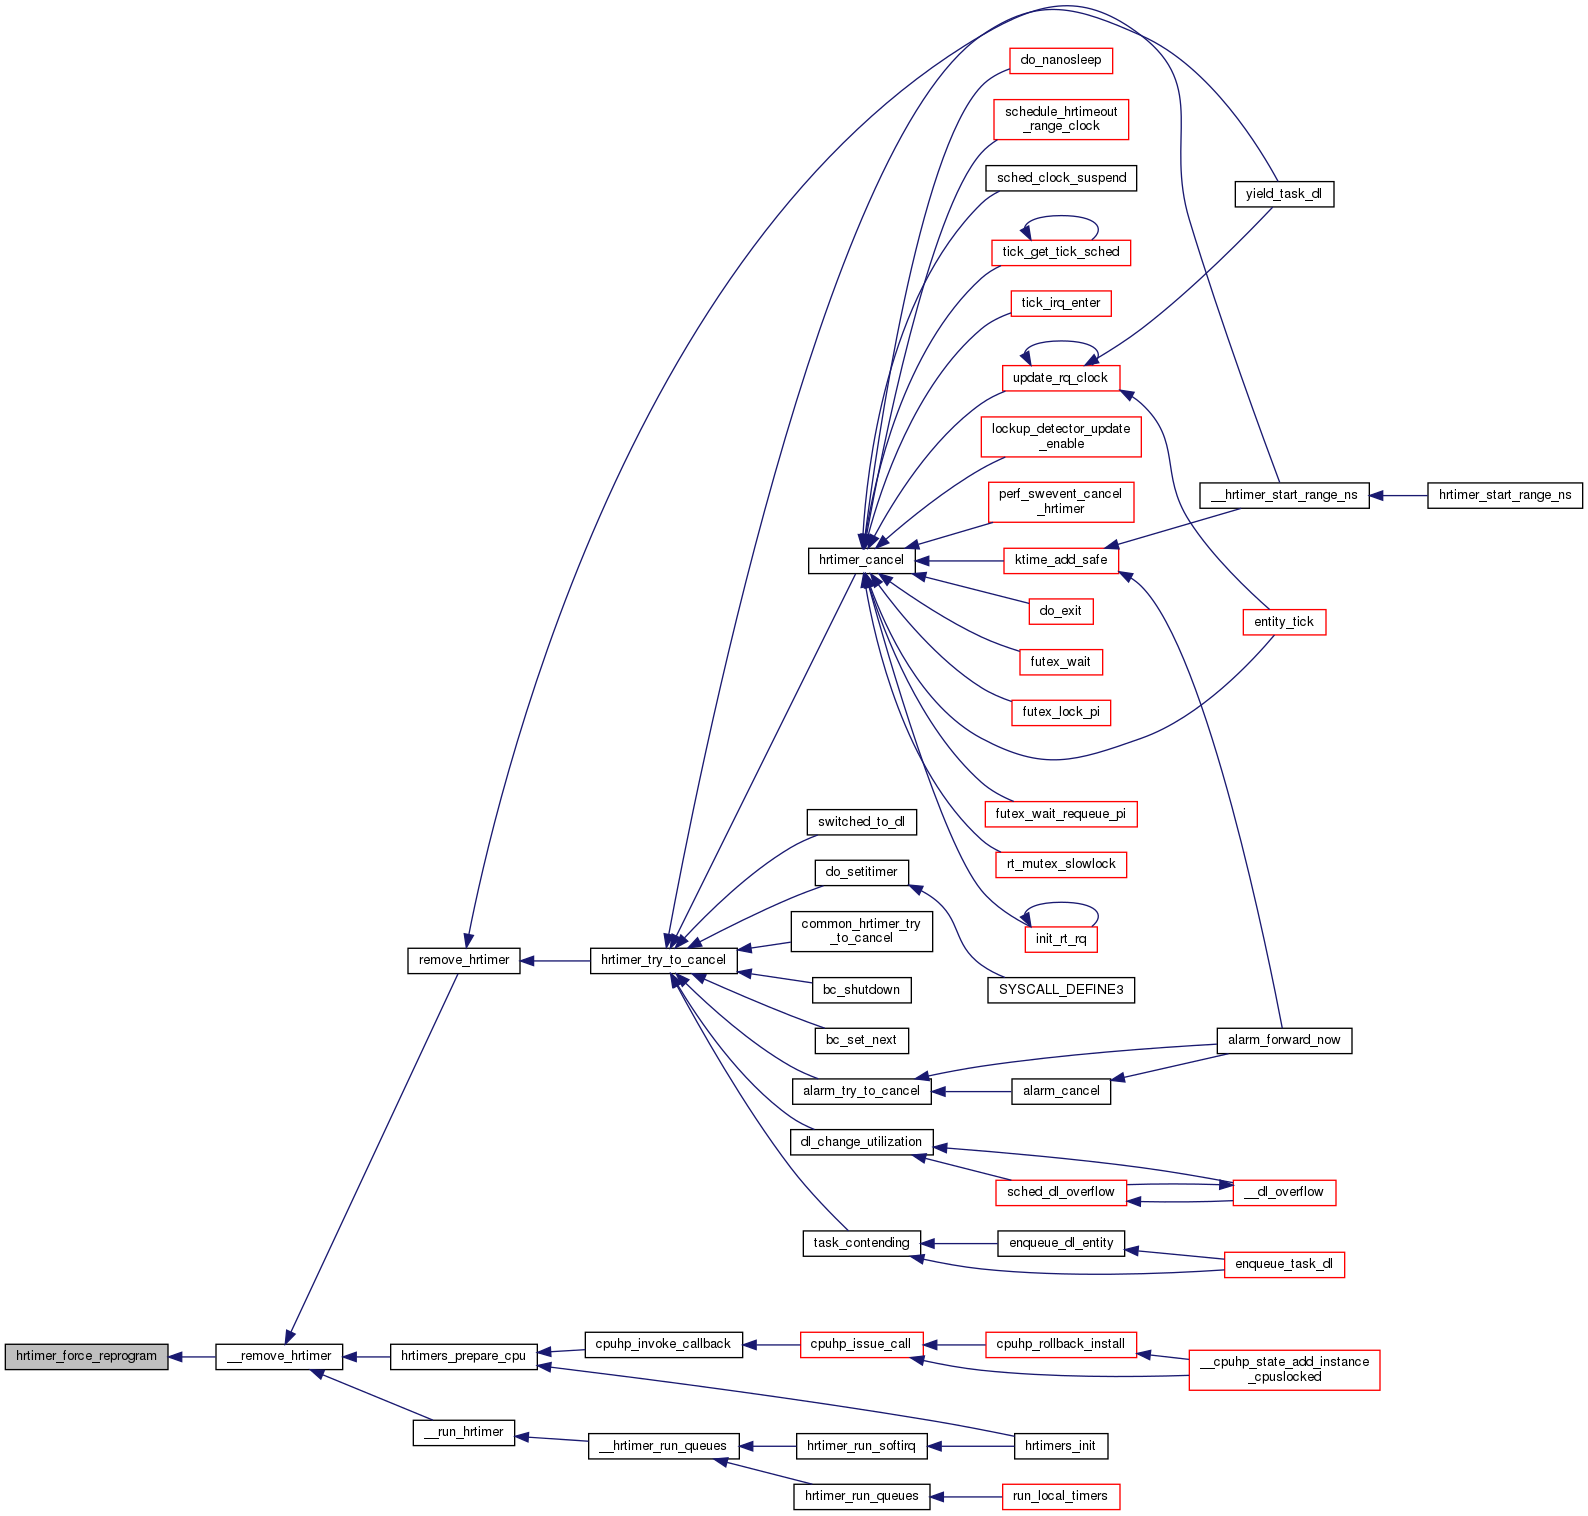 do_nanosleep
schedule_hrtimeout
_range_clock
sched_clock_suspend
yield_task_dl
tick_get_tick_sched
tick_irq_enter
update_rq_clock
lockup_detector_update
_enable
perf_swevent_cancel
_hrtimer
__hrtimer_start_range_ns
hrtimer_start_range_ns
hrtimer_cancel
ktime_add_safe
do_exit
entity_tick
futex_wait
futex_lock_pi
futex_wait_requeue_pi
switched_to_dl
rt_mutex_slowlock
do_setitimer
common_hrtimer_try
_to_cancel
init_rt_rq
remove_hrtimer
hrtimer_try_to_cancel
bc_shutdown
SYSCALL_DEFINE3
bc_set_next
alarm_forward_now
alarm_try_to_cancel
alarm_cancel
dl_change_utilization
sched_dl_overflow
__dl_overflow
task_contending
enqueue_dl_entity
enqueue_task_dl
hrtimer_force_reprogram
__remove_hrtimer
hrtimers_prepare_cpu
cpuhp_invoke_callback
cpuhp_issue_call
cpuhp_rollback_install
__cpuhp_state_add_instance
_cpuslocked
__run_hrtimer
__hrtimer_run_queues
hrtimer_run_softirq
hrtimers_init
hrtimer_run_queues
run_local_timers